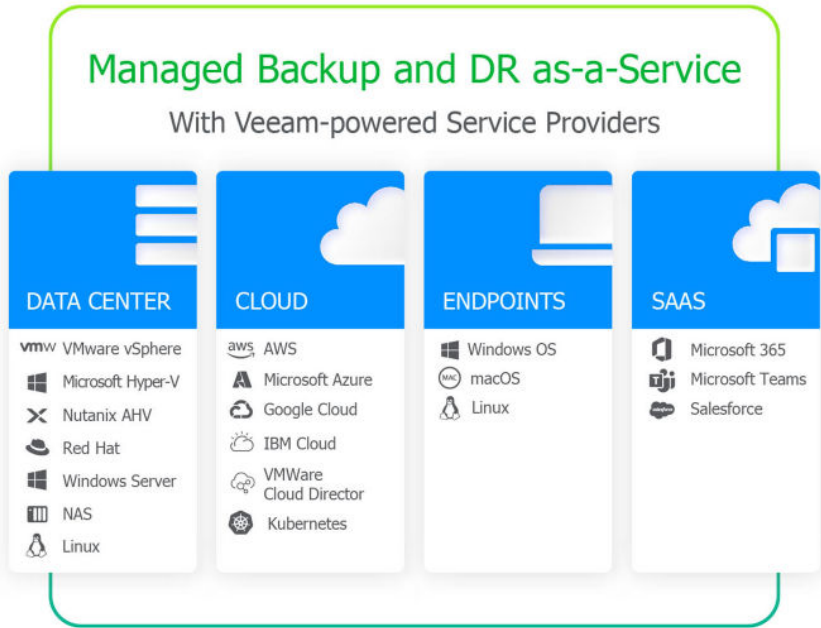 Managed Backup and DR as-a-Service
With Veeam-powered Service Providers
DATA CENTER
vmw VMware vSphere
Microsoft Hyper-V
Nutanix AHV
Red Hat
Windows Server
NAS
Linux
CLOUD
aws AWS
Microsoft Azure
Google Cloud
IBM Cloud
VMWare
Cloud Director
Kubernetes
ENDPOINTS
Windows OS
MAC macOS
Linux
SAAS
Microsoft 365
Microsoft Teams
salesforce Salesforce